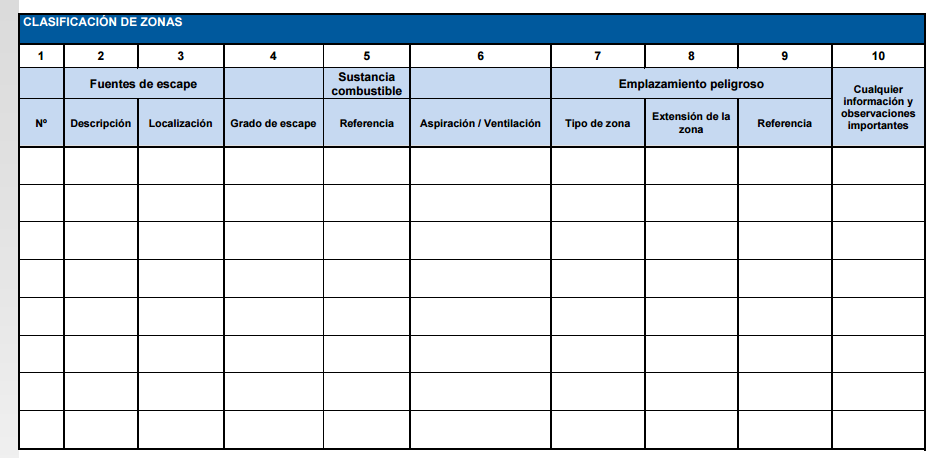 CLASIFICACIÓN DE ZONAS
1 2 3 4 5 6 7 8 9 10
Fuentes de escape
Sustancia
combustible
Emplazamiento peligroso
Cualquier
información y
observaciones
importantes
Nº Descripción Localización Grado de escape Referencia Aspiración / Ventilación Tipo de zona
Extensión de la
zona
Referencia